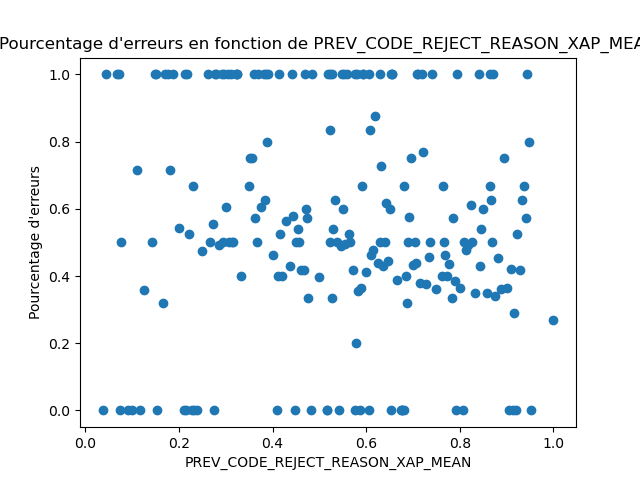 Pourcentage d'erreurs en fonction de PREV_CODE_REJECT_REASON_XAP_MEA
1.0
0.8
0.6
0.4
0.2
0.0
Pourcentage d'erreurs
0.0 0.2 0.4 0.6 0.8 1.0
PREV_CODE_REJECT_REASON_XAP_MEAN